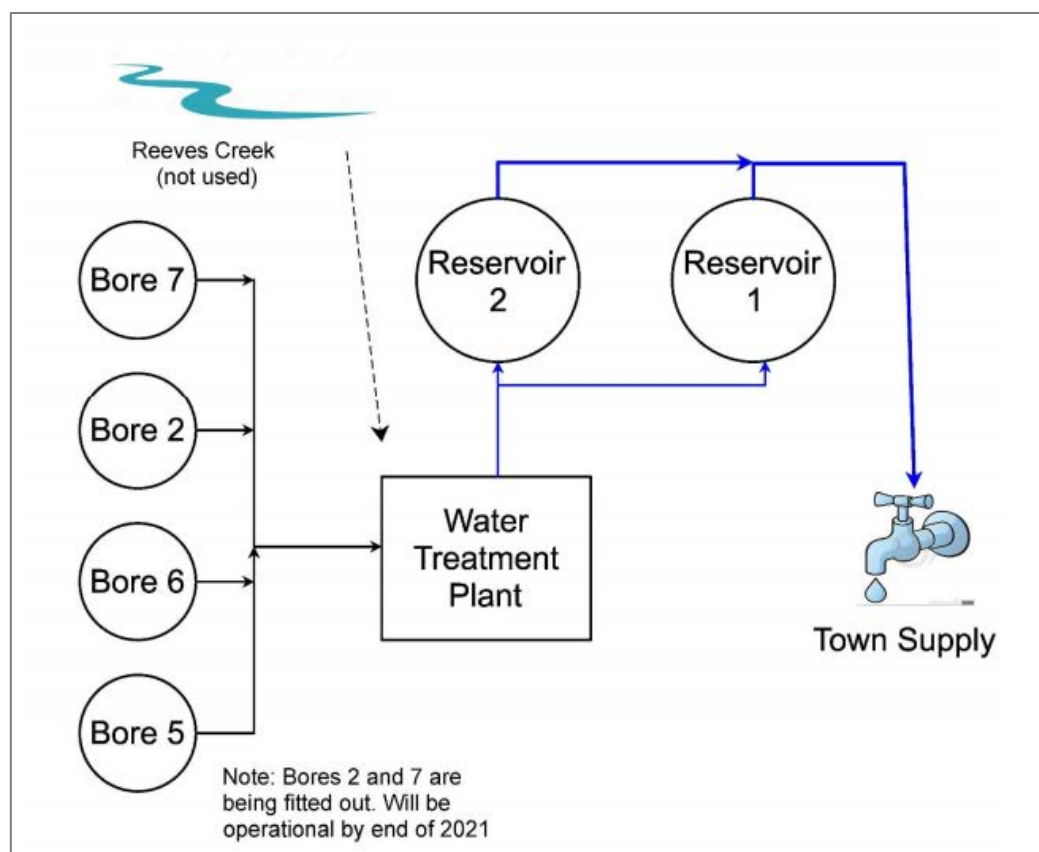 Reeves Creek
(not used)
Bore 7
Bore 2
Bore 6
Bore 5
Reservoir
2
Reservoir
1
Water
Treatment
Plant
Town Supply
Note: Bores 2 and 7 are
being fitted out. Will be
operational by end of 2021